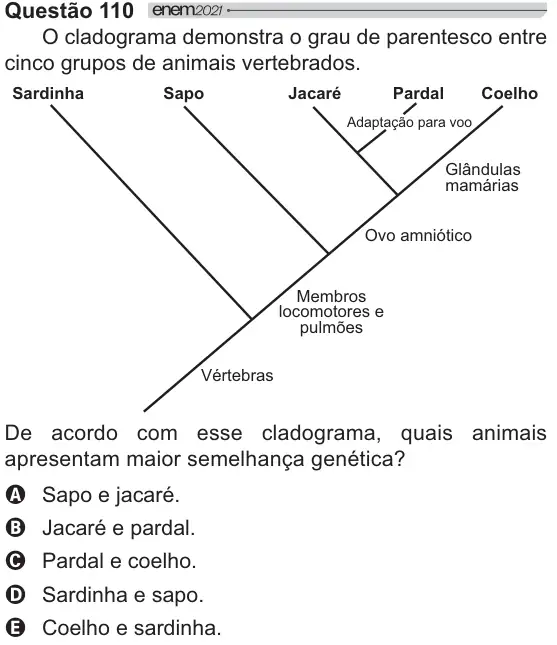 Questão 110 enem2021
O cladograma demonstra o grau de parentesco entre
cinco grupos de animais vertebrados.
Sardinha Sapo Jacaré Pardal Coelho
Adaptação para voo
Glândulas
mamárias
Ovo amniótico
Membros
locomotores e
pulmões
Vértebras
De acordo com esse cladograma, quais animais
apresentam maior semelhança genética?
A Sapo e jacaré.
B Jacaré e pardal.
C Pardal e coelho.
D Sardinha e sapo.
E Coelho e sardinha.